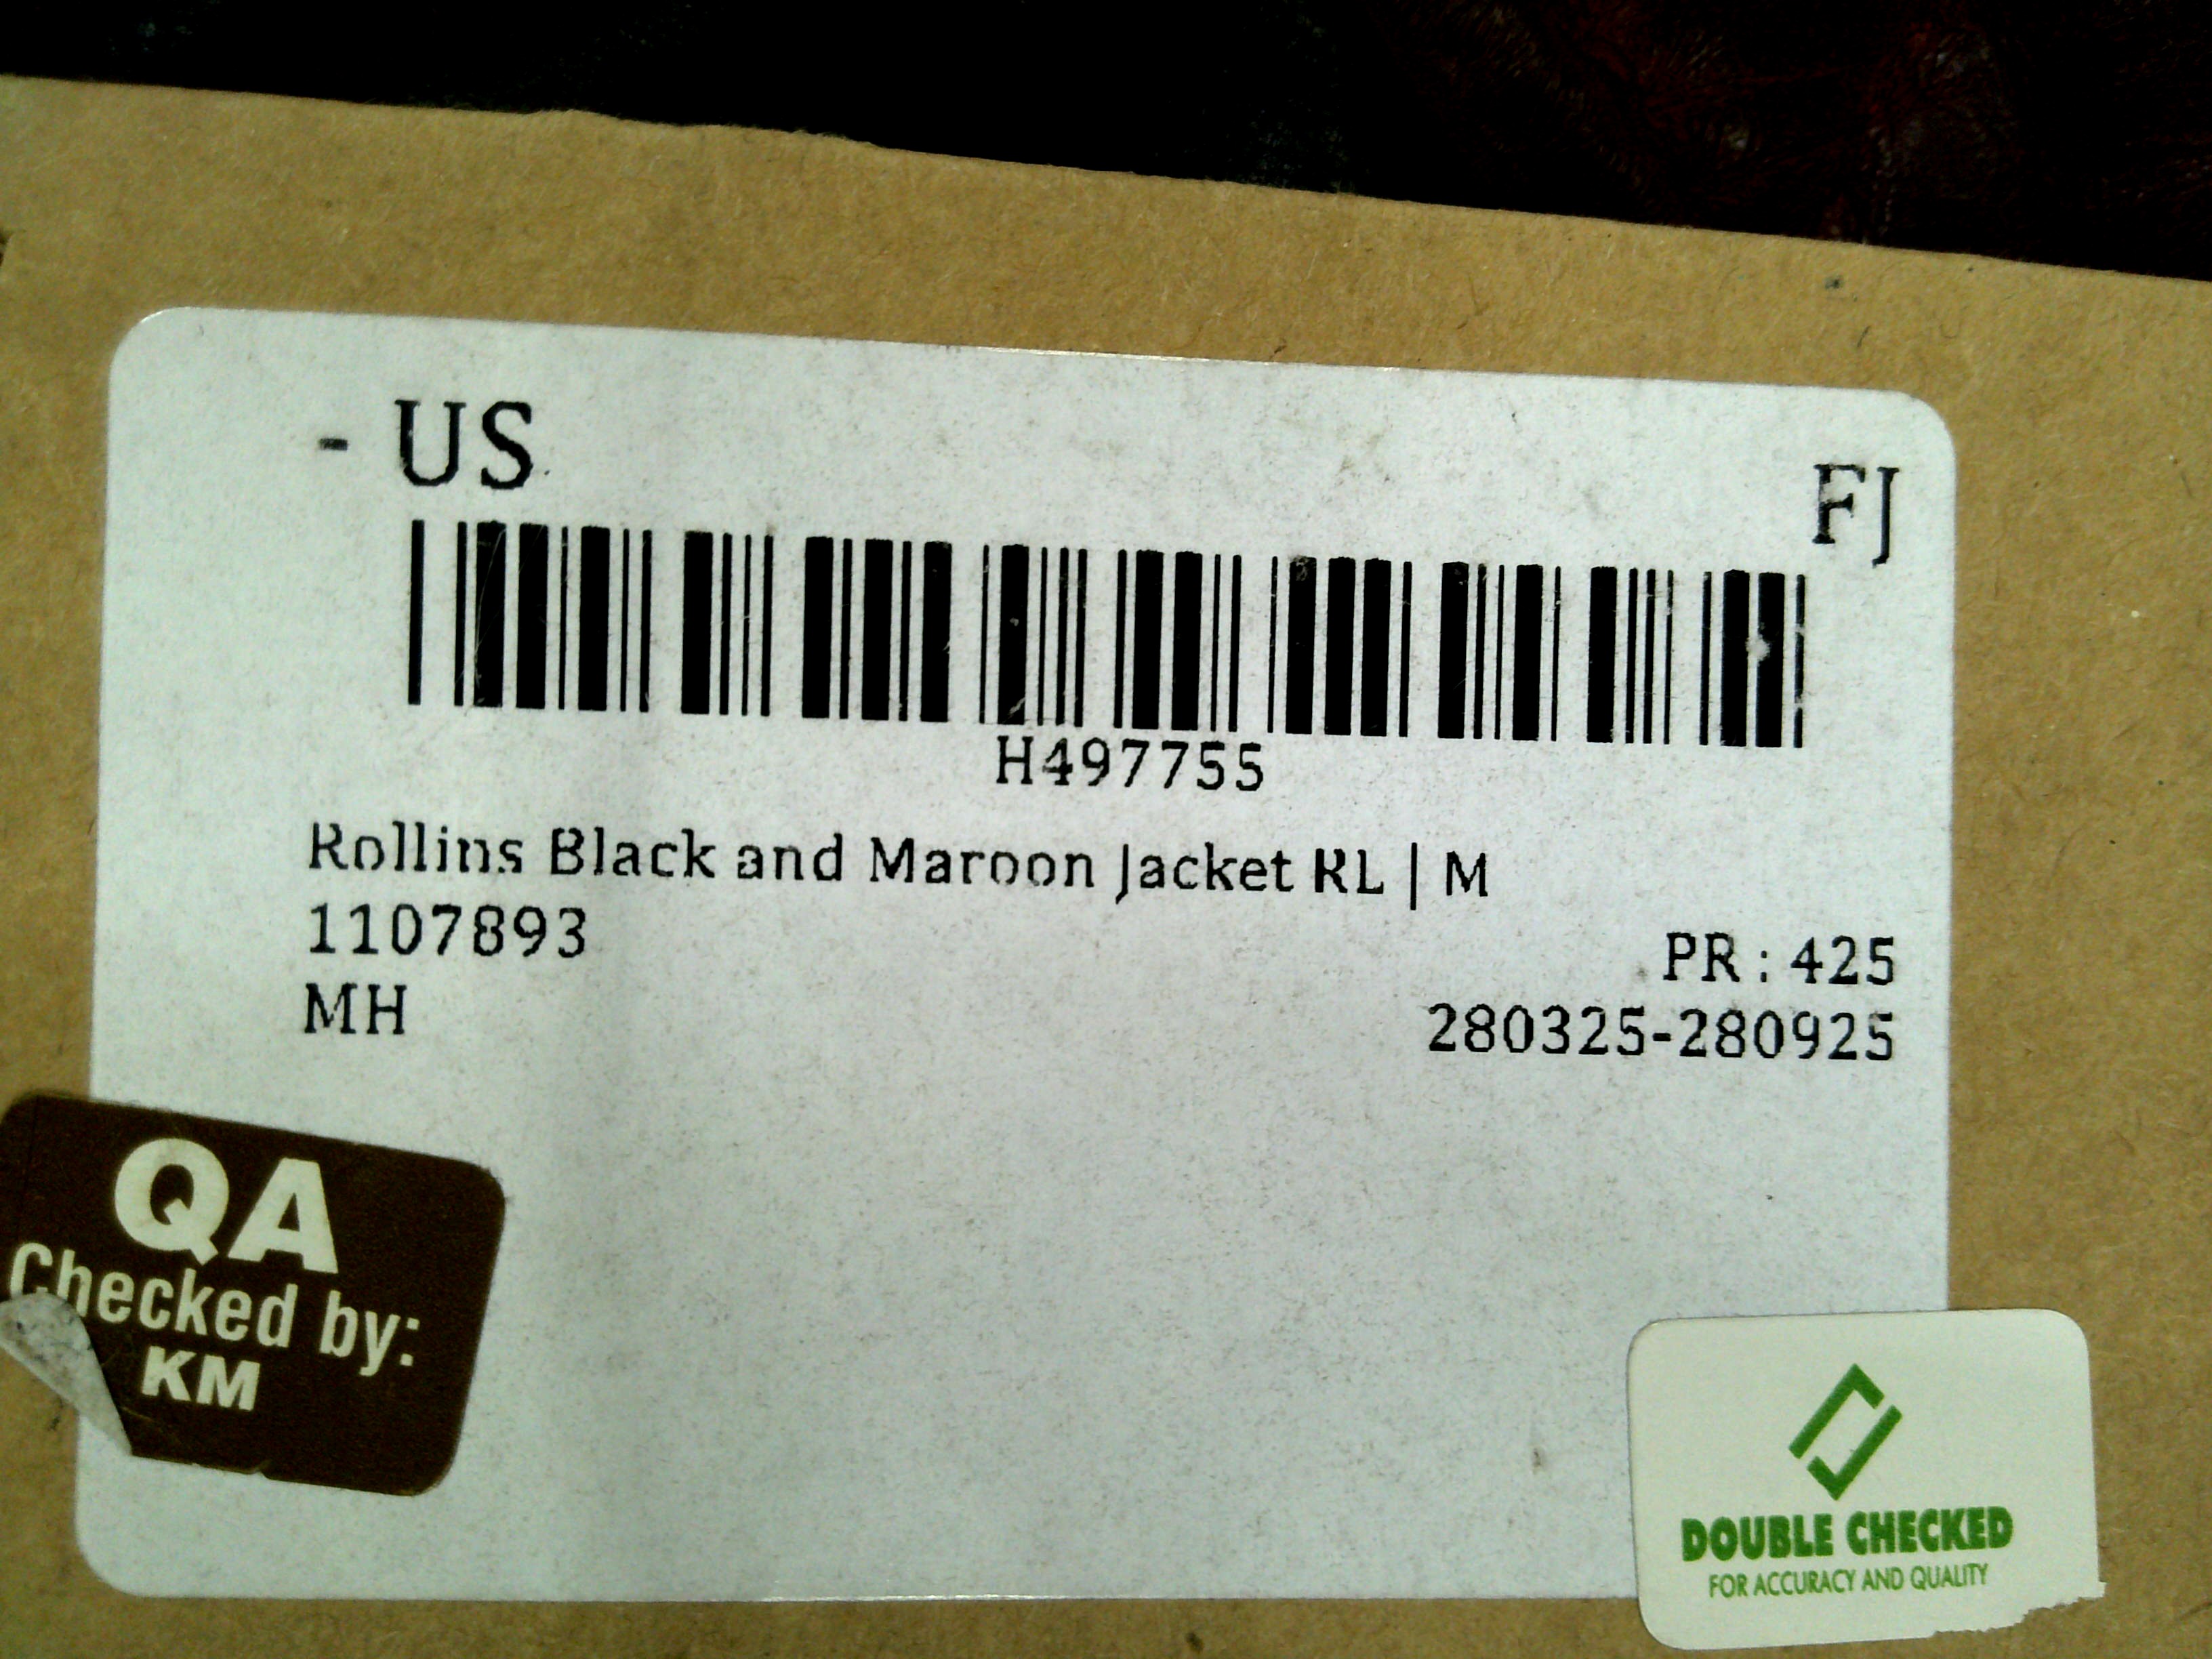 - US
FJ
H497755
Rollins Black and Maroon Jacket RL | M
1107893
PR : 425
MH
280325-280925
QA
Checked by:
KM
DOUBLE CHECKED
FOR ACCURACY AND QUALITY